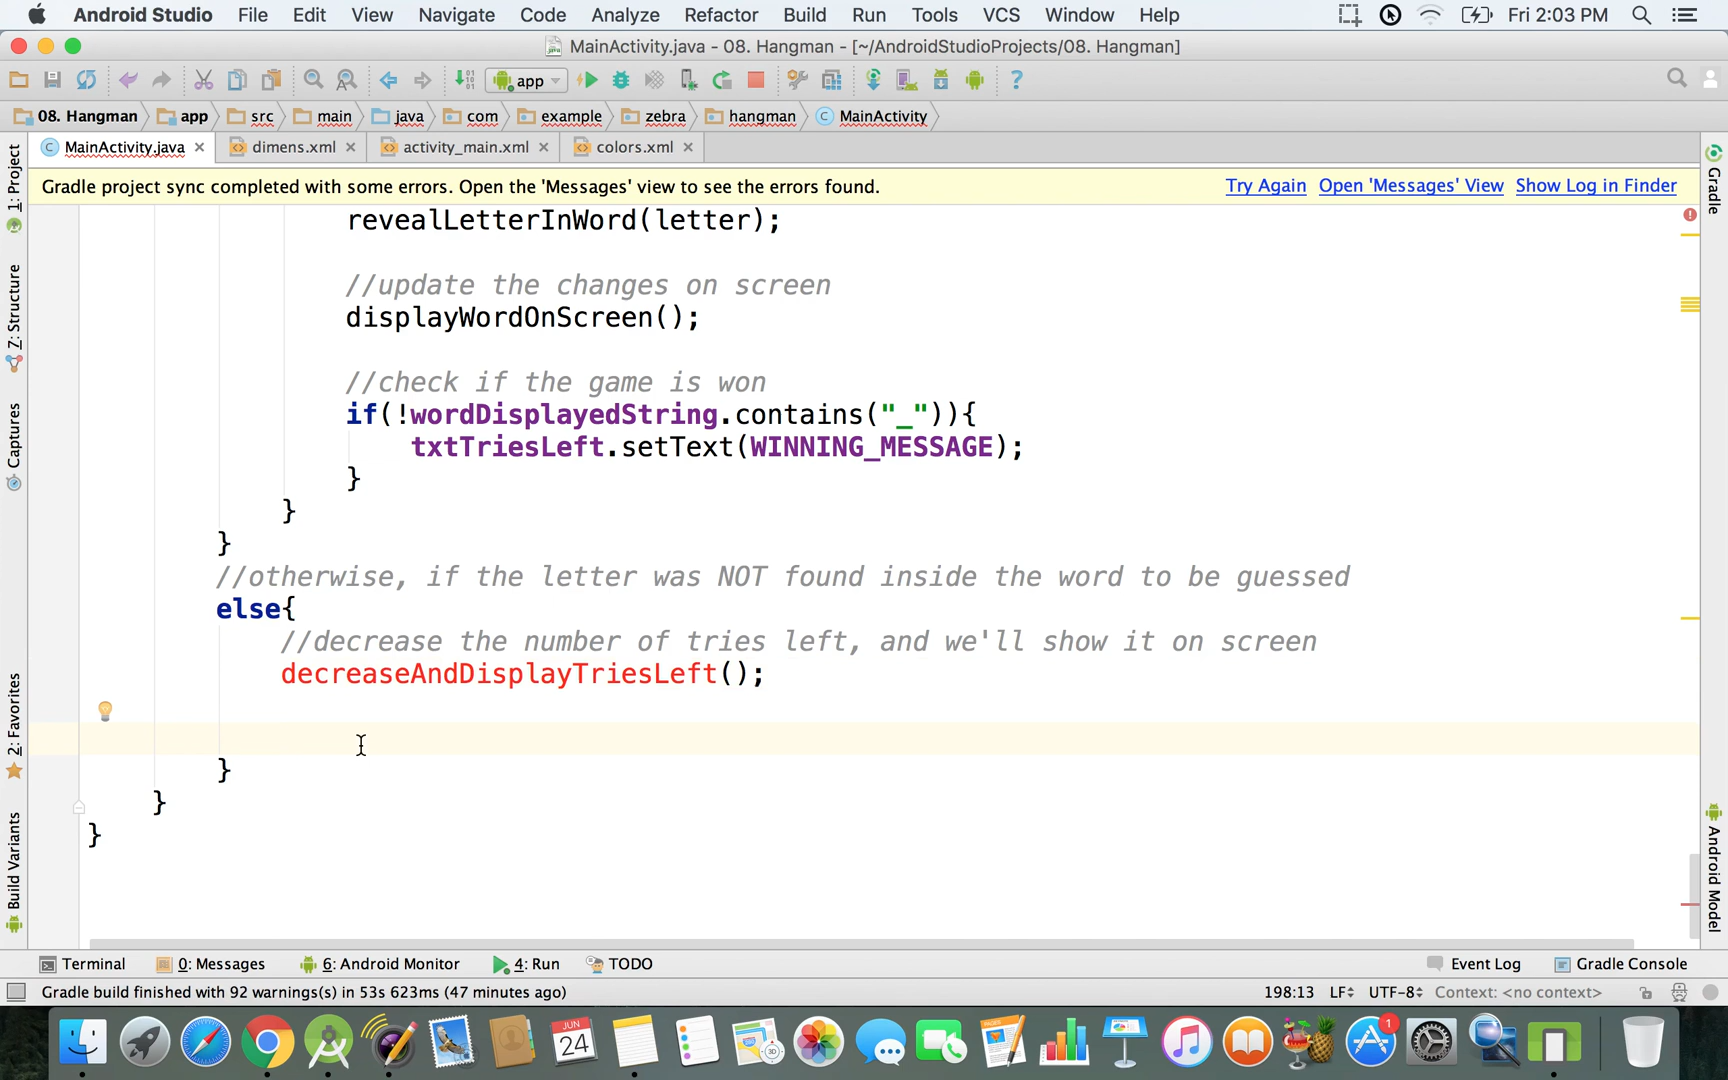 Android Studio File Edit View Navigate Code Analyze Refactor Build Run Tools VCS Window Help Fri 2:03 PM
MainActivity.java - 08. Hangman - [~/AndroidStudioProjects/08. Hangman]
app
08. Hangman app src main java com example zebra hangman MainActivity
MainActivity.java dimens.xml activity_main.xml colors.xml
Gradle project sync completed with some errors. Open the 'Messages' view to see the errors found. Try Again Open 'Messages' View Show Log in Finder
revealLetterInWord(letter);
//update the changes on screen
displayWordOnScreen();
//check if the game is won
if(!wordDisplayedString.contains("_")){
txtTriesLeft.setText(WINNING_MESSAGE);
}
}
}
//otherwise, if the letter was NOT found inside the word to be guessed
else{
//decrease the number of tries left, and we'll show it on screen
decreaseAndDisplayTriesLeft();
}
}
}
1: Project
Z: Structure
Captures
2: Favorites
Build Variants
Gradle
Android Model
Terminal 0: Messages 6: Android Monitor 4: Run TODO Event Log Gradle Console
Gradle build finished with 92 warnings(s) in 53s 623ms (47 minutes ago) 198:13 LF UTF-8 Context: <no context>
JUN
24
3D
1